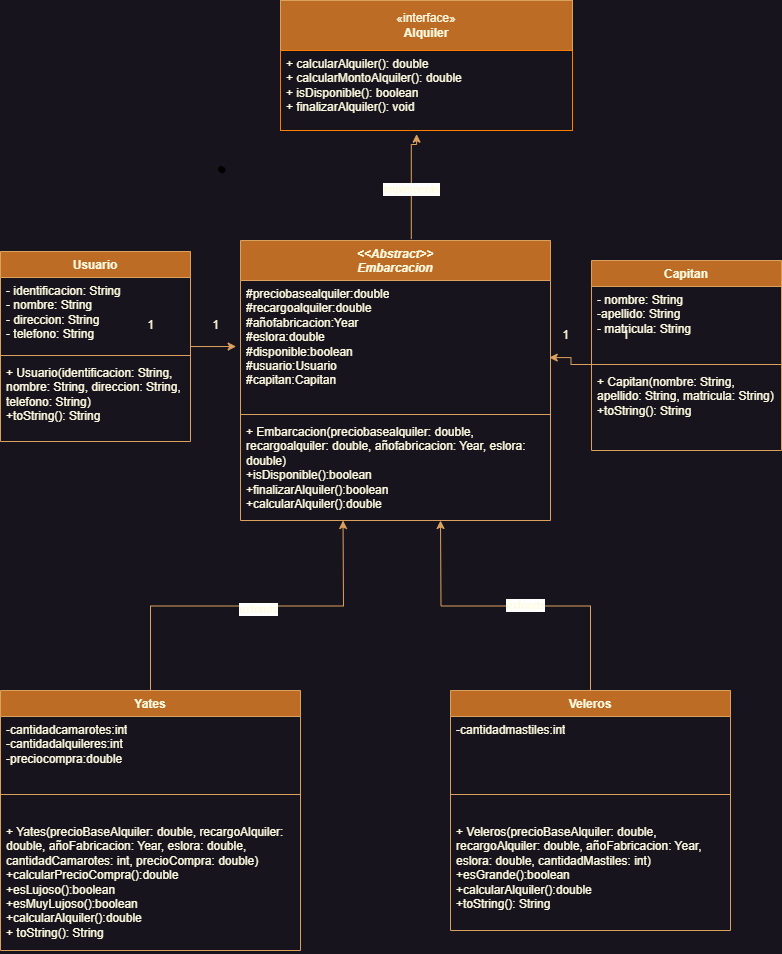 «interface»
Alquiler
+ calcularAlquiler(): double
+ calcularMontoAlquiler(): double
+ isDisponible(): boolean
+ finalizarAlquiler(): void
<<Abstract>>
Embarcacion
#preciobasealquiler:double
#recargoalquiler:double
#añofabricacion:Year
#eslora:double
#disponible:boolean
#usuario:Usuario
#capitan:Capitan
+ Embarcacion(preciobasealquiler: double,
recargoalquiler: double, añofabricacion: Year, eslora:
double)
+isDisponible():boolean
+finalizarAlquiler():boolean
+calcularAlquiler():double
Usuario
- identificacion: String
- nombre: String
- direccion: String
- telefono: String
1
1
+ Usuario(identificacion: String,
nombre: String, direccion: String,
telefono: String)
+toString(): String
Capitan
- nombre: String
-apellido: String
- matricula: String
1
1
+ Capitan(nombre: String,
apellido: String, matricula: String)
+toString(): String
Yates
-cantidadcamarotes:int
-cantidadalquileres:int
-preciocompra:double
+ Yates(precioBaseAlquiler: double, recargoAlquiler:
double, añoFabricacion: Year, eslora: double,
cantidadCamarotes: int, precioCompra: double)
+calcularPrecioCompra():double
+esLujoso():boolean
+esMuyLujoso():boolean
+calcularAlquiler():double
+ toString(): String
Veleros
-cantidadmastiles:int
+ Veleros(precioBaseAlquiler: double,
recargoAlquiler: double, añoFabricacion: Year,
eslora: double, cantidadMastiles: int)
+esGrande():boolean
+calcularAlquiler():double
+toString(): String